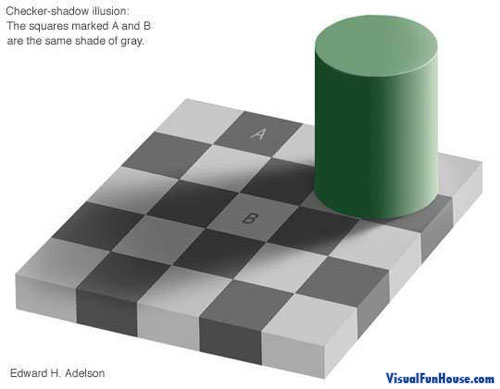 Checker-shadow illusion:
The squares marked A and B
are the same shade of gray.
A
B
Edward H. Adelson
VisualFunHouse.com